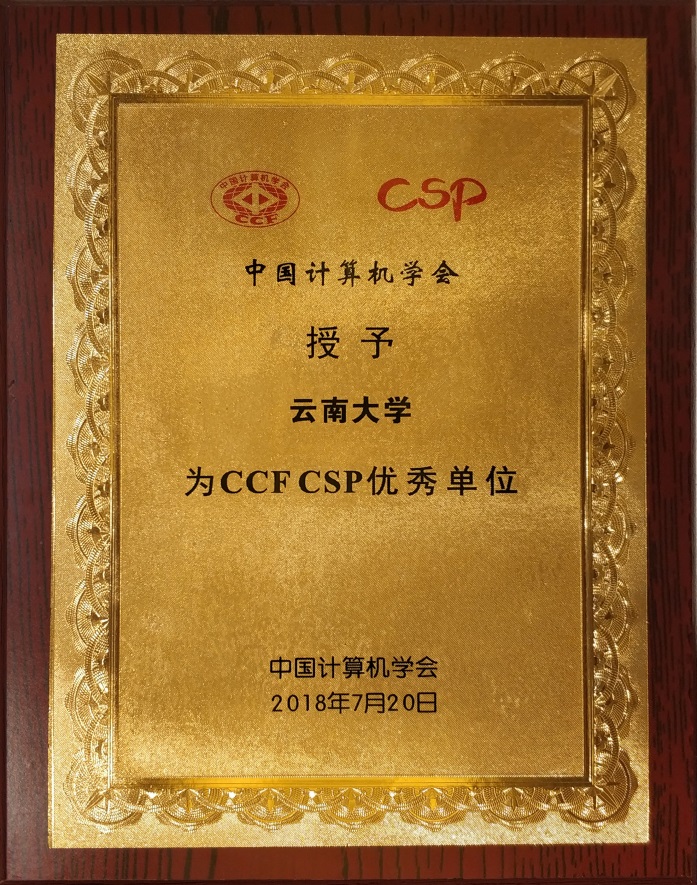 中国计算机学会
CCF
CSP
中国计算机学会
授予
云南大学
为CCF CSP优秀单位
中国计算机学会
2018年7月20日